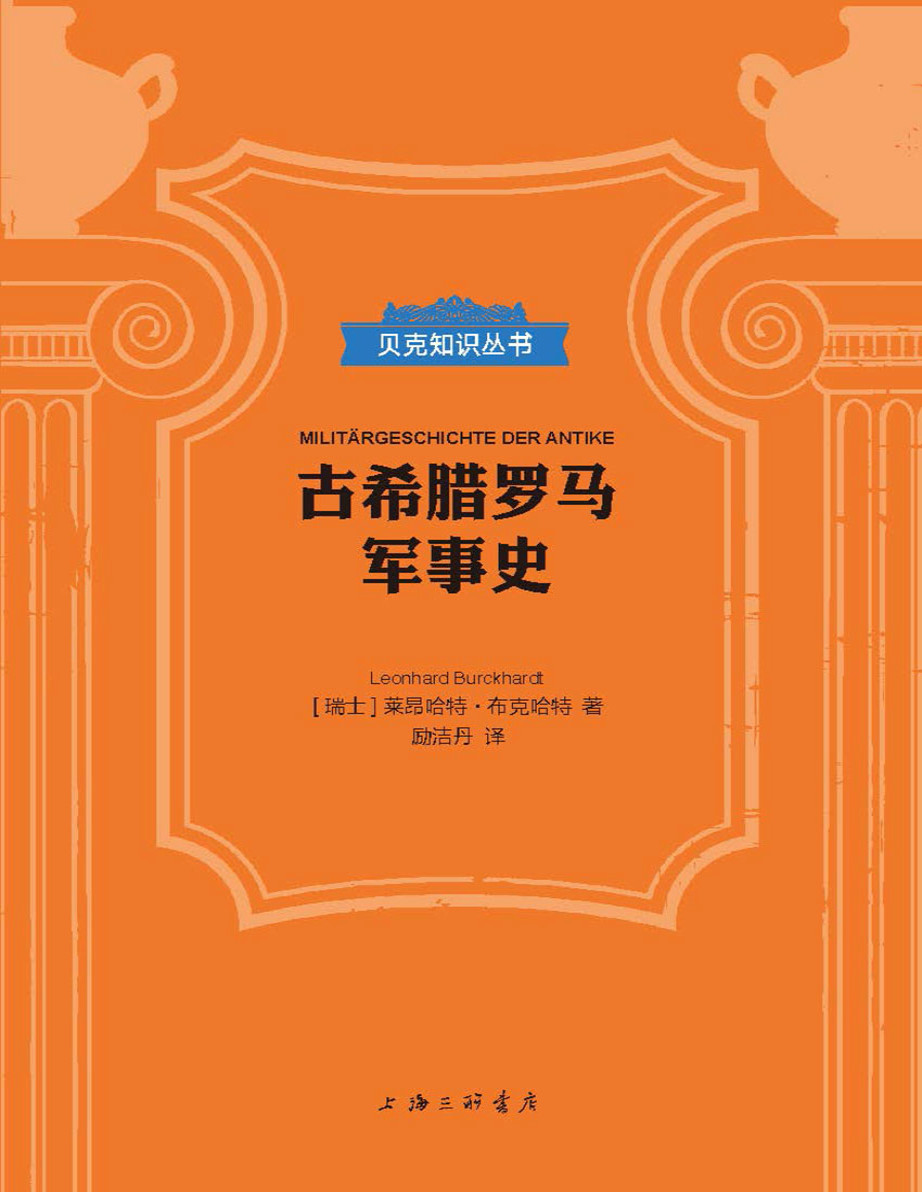 贝克知识丛书
MILITÄRGESCHICHTE DER ANTIKE
古希腊罗马
军事史
Leonhard Burckhardt
[ 瑞士 ] 莱昂哈特 · 布克哈特 著
励洁丹 译
上海三联书店